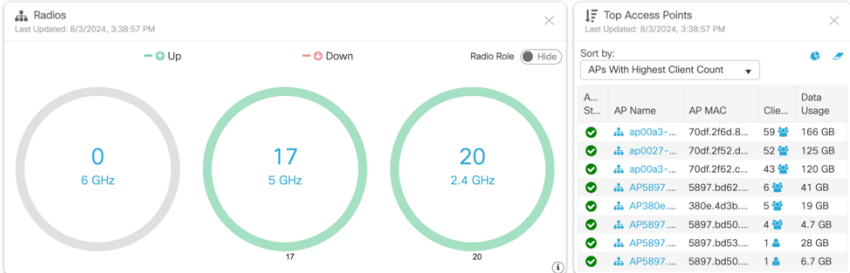 Radios
Last Updated: 8/3/2024, 3:38:57 PM
Up
Down
Radio Role Hide
0
6 GHz
17
5 GHz
17
20
2.4 GHz
20
Top Access Points
Last Updated: 8/3/2024, 3:38:57 PM
Sort by:
APs With Highest Client Count
A... St... AP Name AP MAC Clie... Data Usage
ap00a3-... 70df.2f6d.8... 59 166 GB
ap0027-... 70df.2f52.d... 52 125 GB
ap00a3-... 70df.2f62.c... 43 120 GB
AP5897.... 5897.bd62.... 6 41 GB
AP380e.... 380e.4d3b.... 5 19 GB
AP5897.... 5897.bd50.... 4 4.7 GB
AP5897.... 5897.bd53.... 1 28 GB
AP5897.... 5897.bd50.... 1 6.7 GB